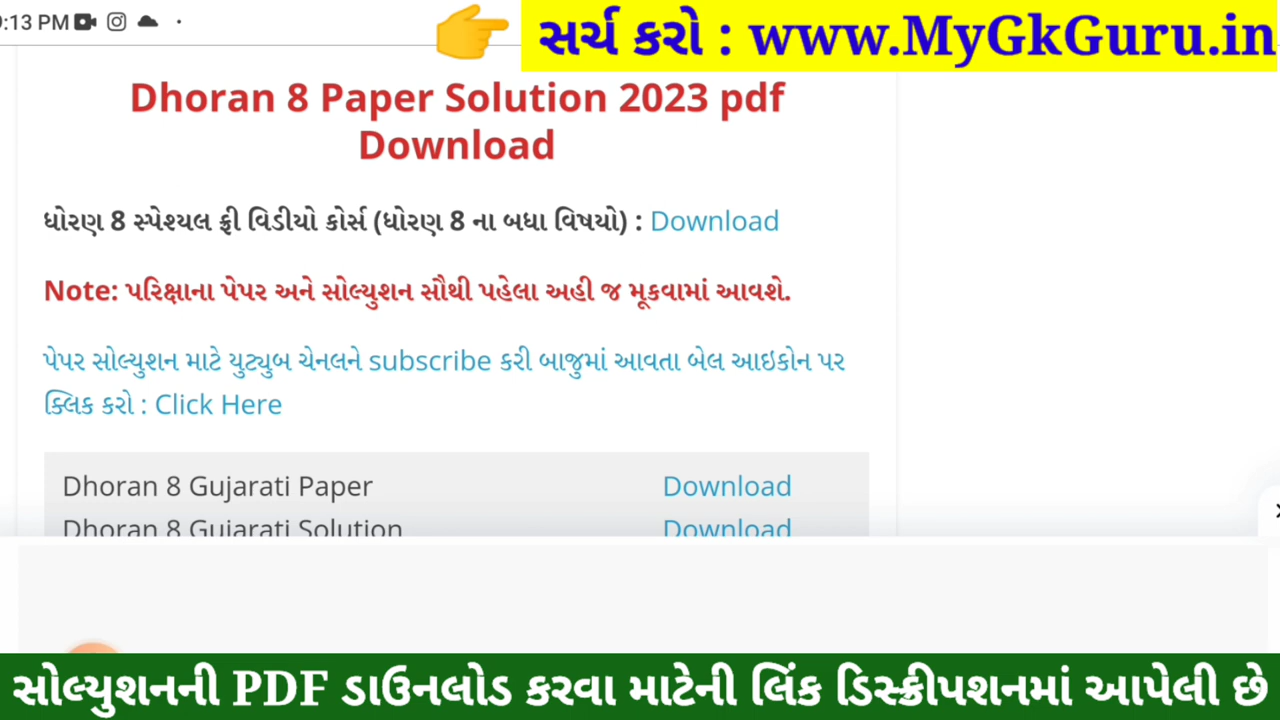 9:13 PM
સર્ચ કરો : www.MyGkGuru.in
Dhoran 8 Paper Solution 2023 pdf
Download
ધોરણ 8 સ્પેશ્યલ ફ્રી વિડીયો કોર્સ (ધોરણ 8 ના બધા વિષયો) : Download
Note: પરિક્ષાના પેપર અને સોલ્યુશન સૌથી પહેલા અહી જ મૂકવામાં આવશે.
પેપર સોલ્યુશન માટે યુટ્યુબ ચેનલને subscribe કરી બાજુમાં આવતા બેલ આઇકોન પર
ક્લિક કરો : Click Here
Dhoran 8 Gujarati Paper Download
Dhoran 8 Gujarati Solution Download
સોલ્યુશનની PDF ડાઉનલોડ કરવા માટેની લિંક ડિસ્ક્રીપશનમાં આપેલી છે